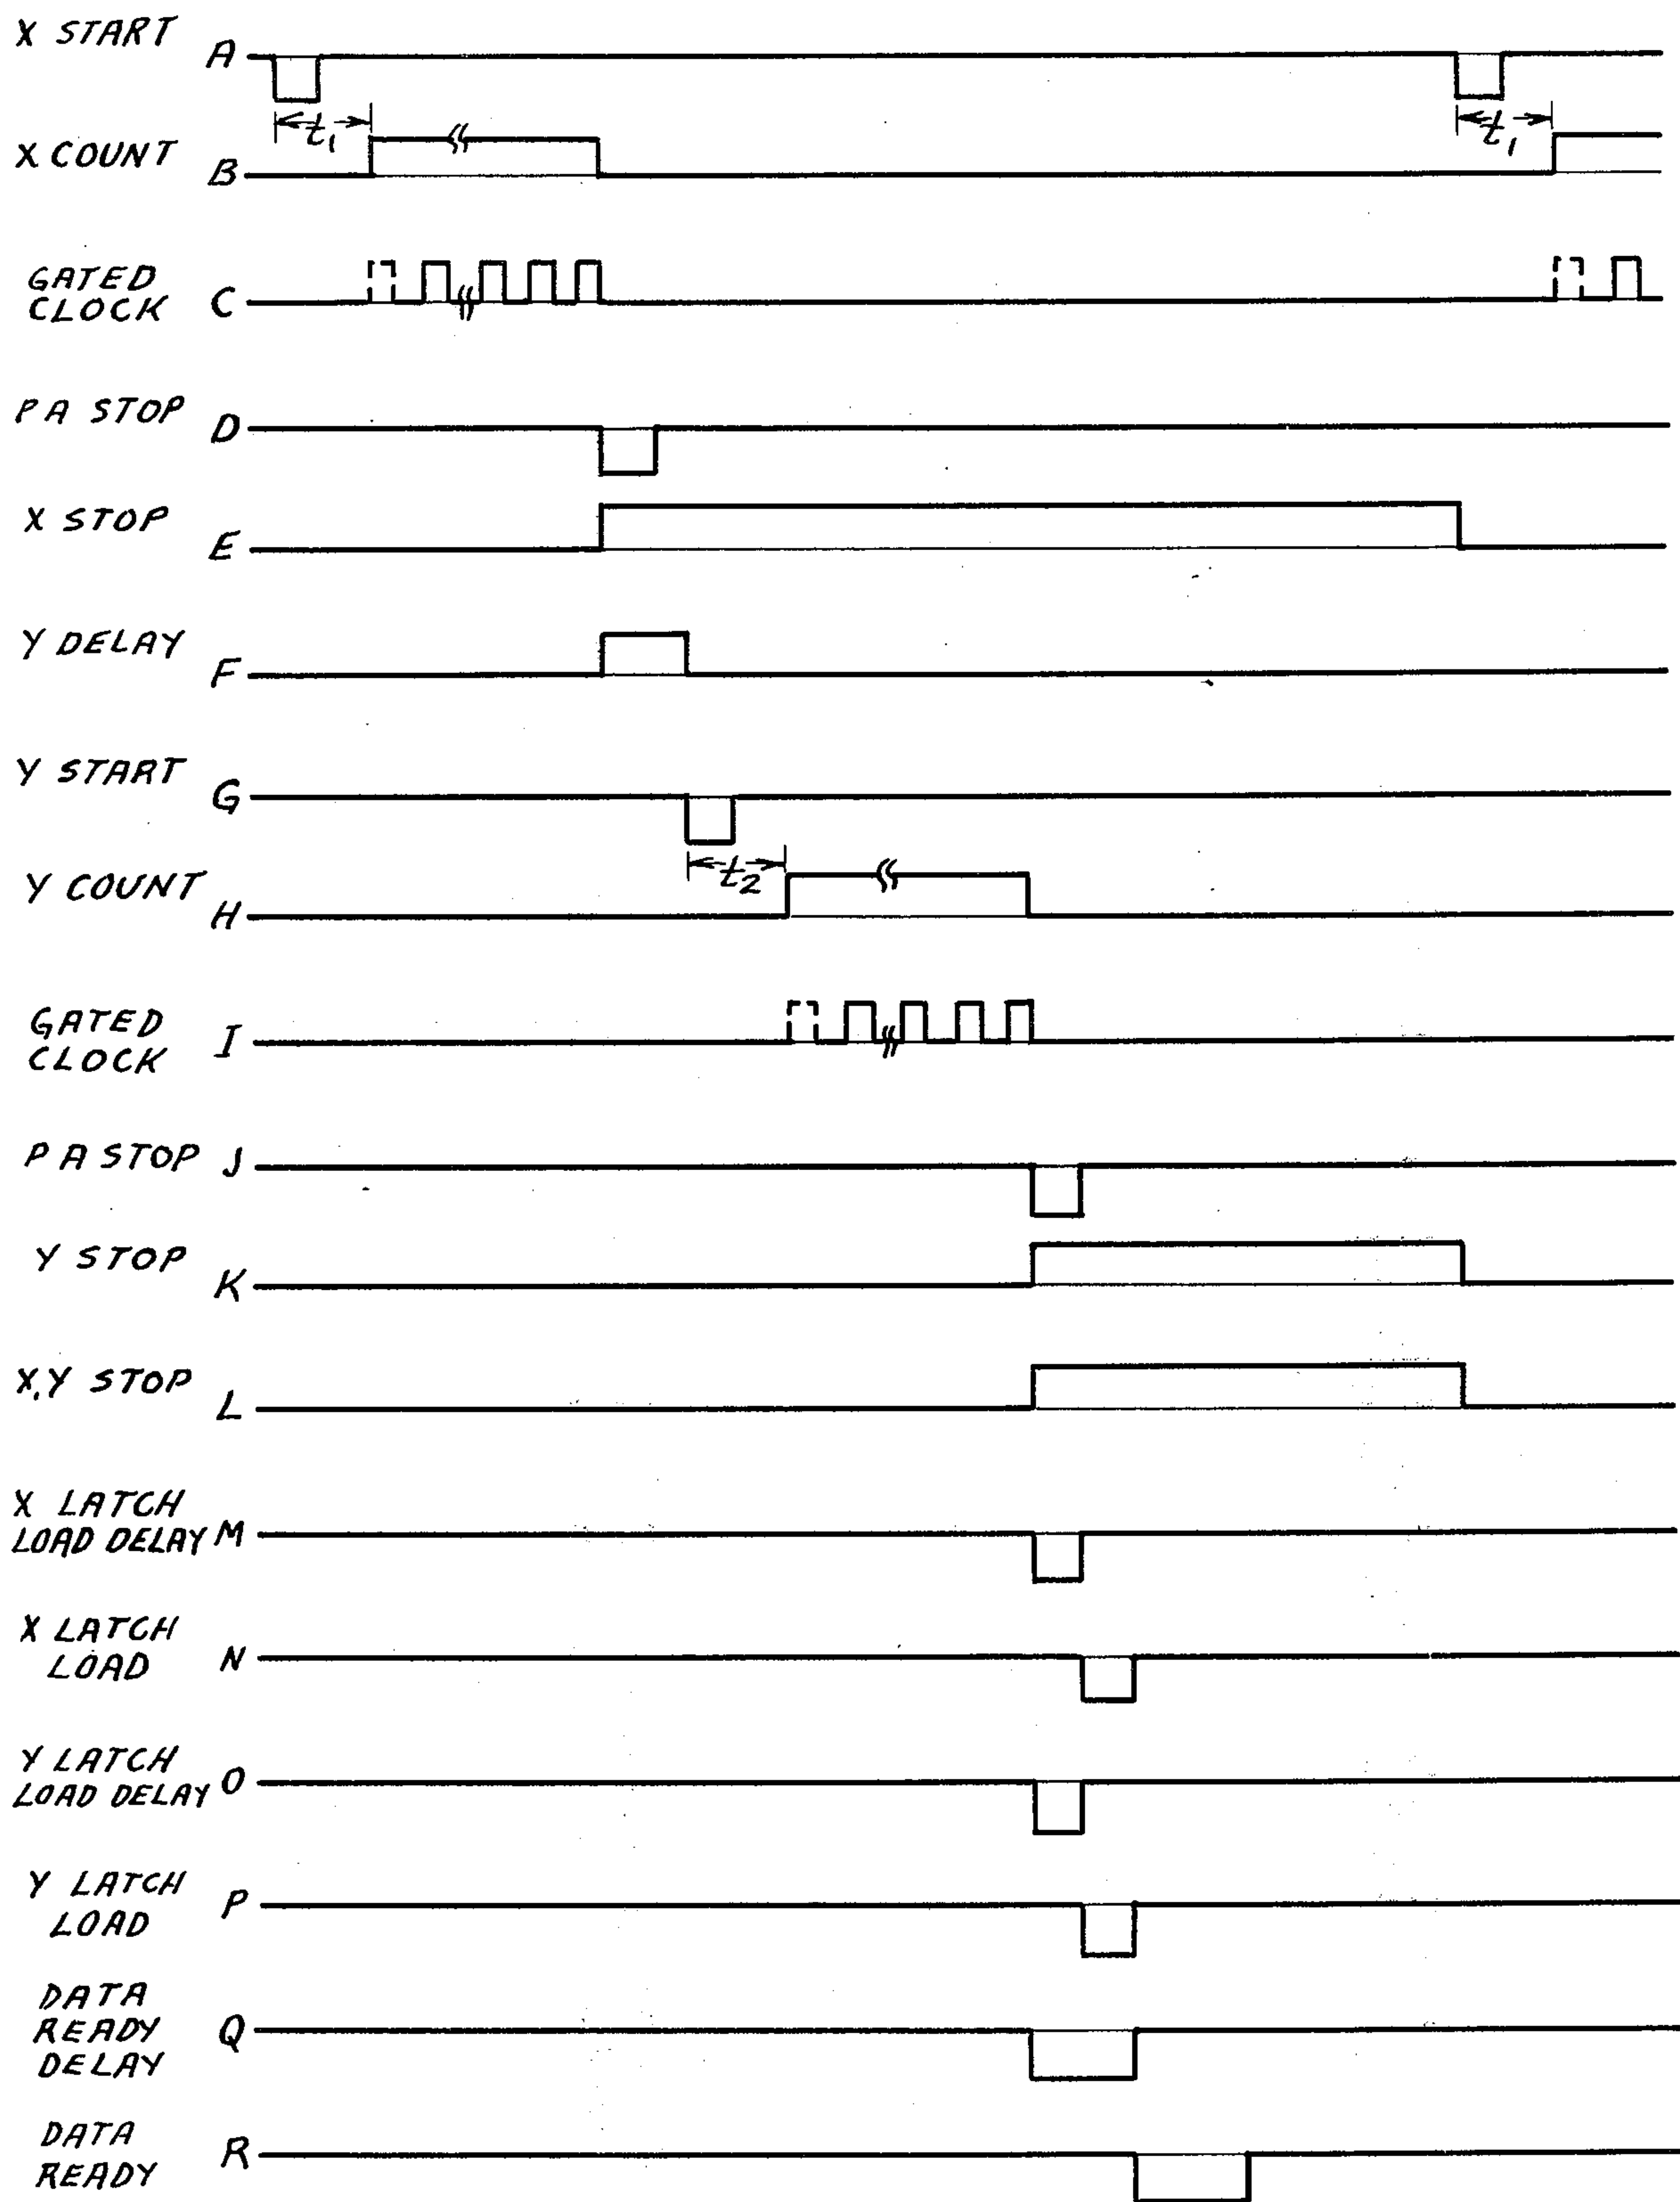 X START A
t1 t1
X COUNT B
GATED
CLOCK C
PA STOP D
X STOP E
Y DELAY F
Y START G
t2
Y COUNT H
GATED
CLOCK I
PA STOP J
Y STOP K
X,Y STOP L
X LATCH
LOAD DELAY M
X LATCH
LOAD N
Y LATCH
LOAD DELAY O
Y LATCH
LOAD P
DATA
READY Q
DELAY
DATA
READY R